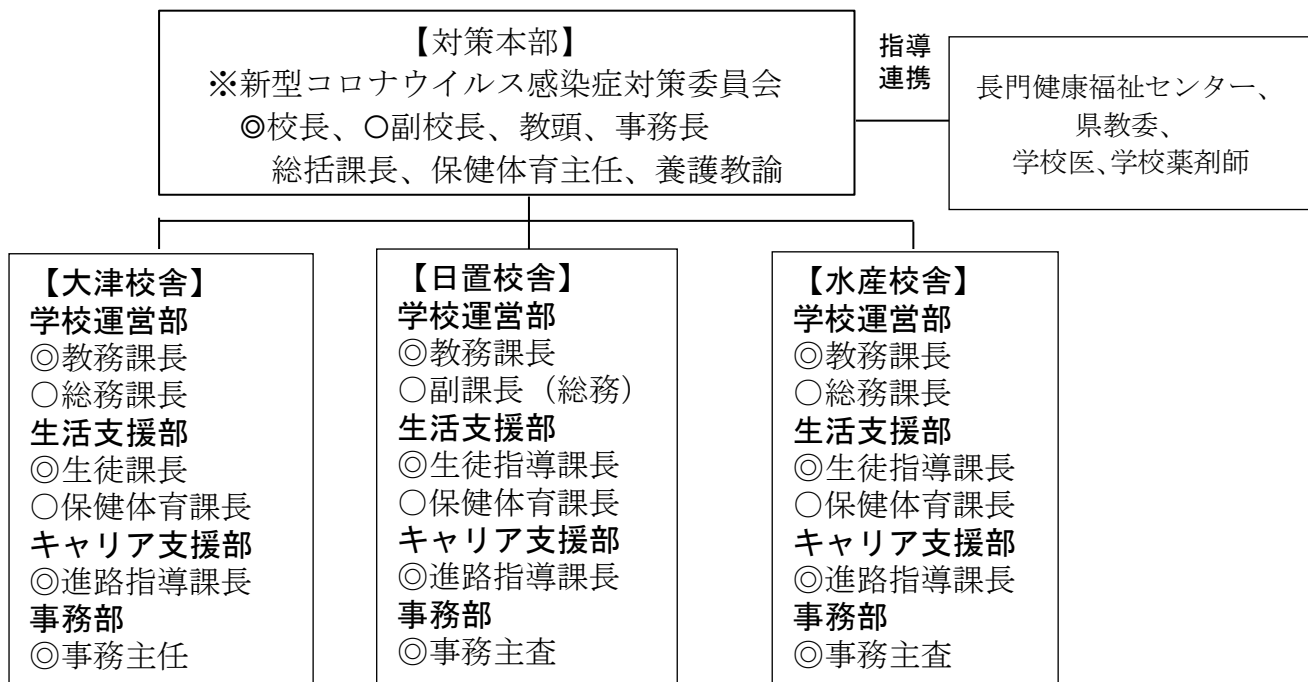 【対策本部】
※新型コロナウイルス感染症対策委員会
◎校長、○副校長、教頭、事務長
総括課長、保健体育主任、養護教諭
指導
連携
長門健康福祉センター、
県教委、
学校医、学校薬剤師
【大津校舎】
学校運営部
◎教務課長
○総務課長
生活支援部
◎生徒課長
○保健体育課長
キャリア支援部
◎進路指導課長
事務部
◎事務主任
【日置校舎】
学校運営部
◎教務課長
○副課長（総務）
生活支援部
◎生徒指導課長
○保健体育課長
キャリア支援部
◎進路指導課長
事務部
◎事務主査
【水産校舎】
学校運営部
◎教務課長
○総務課長
生活支援部
◎生徒指導課長
○保健体育課長
キャリア支援部
◎進路指導課長
事務部
◎事務主査